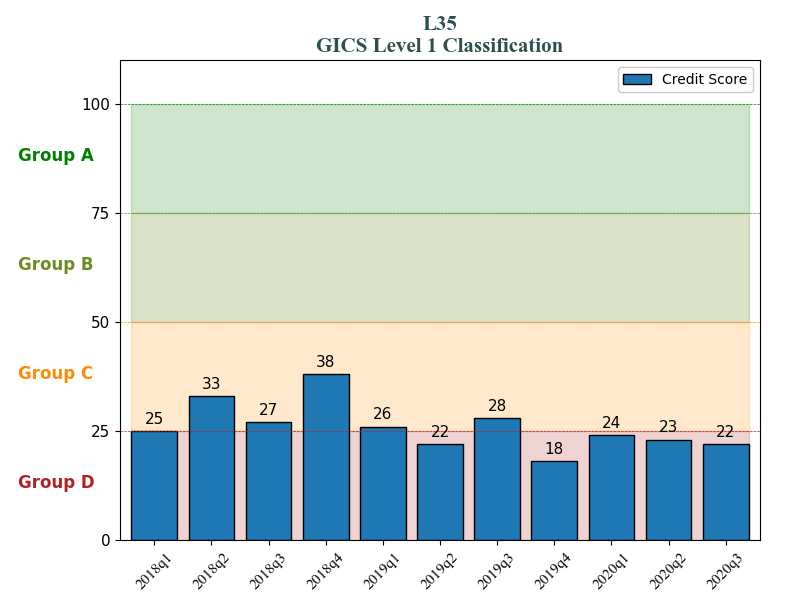 L35
GICS Level 1 Classification
Credit Score
100
Group A
75
Group B
50
Group C
25
Group D
0
25
33
27
38
26
22
28
18
24
23
22
2018q1
2018q2
2018q3
2018q4
2019q1
2019q2
2019q3
2019q4
2020q1
2020q2
2020q3